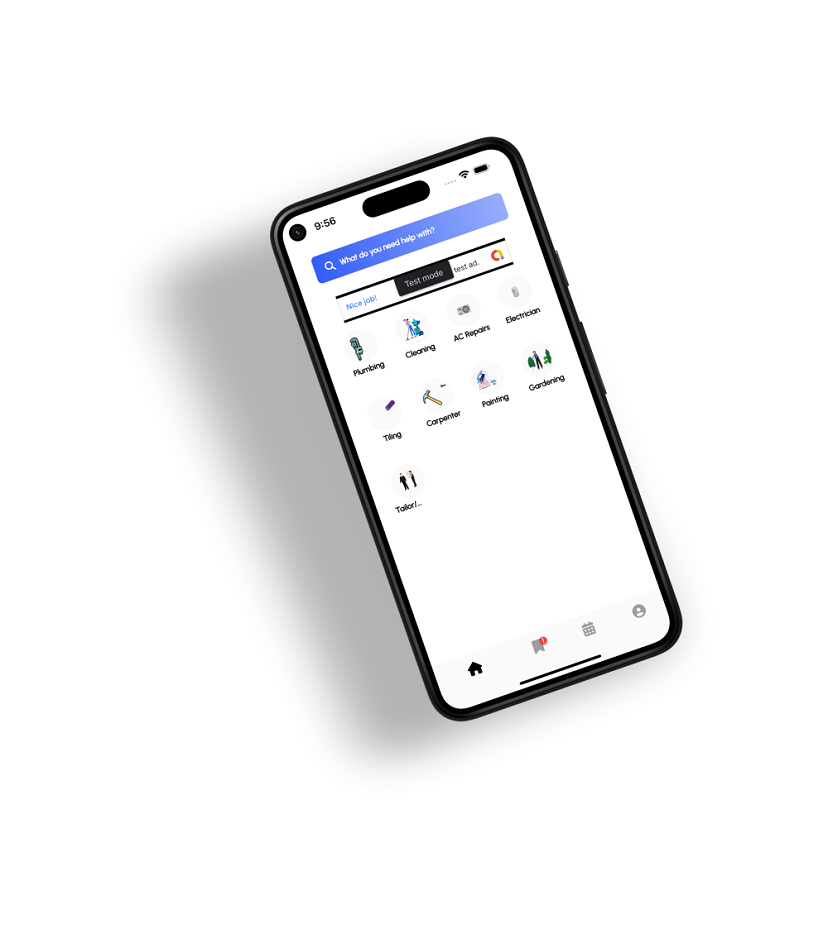 9:56
What do you need help with?
Nice job! Test mode test ad.
Plumbing Cleaning AC Repairs Electrician
Tiling Carpenter Painting Gardening
Tailor/...
1